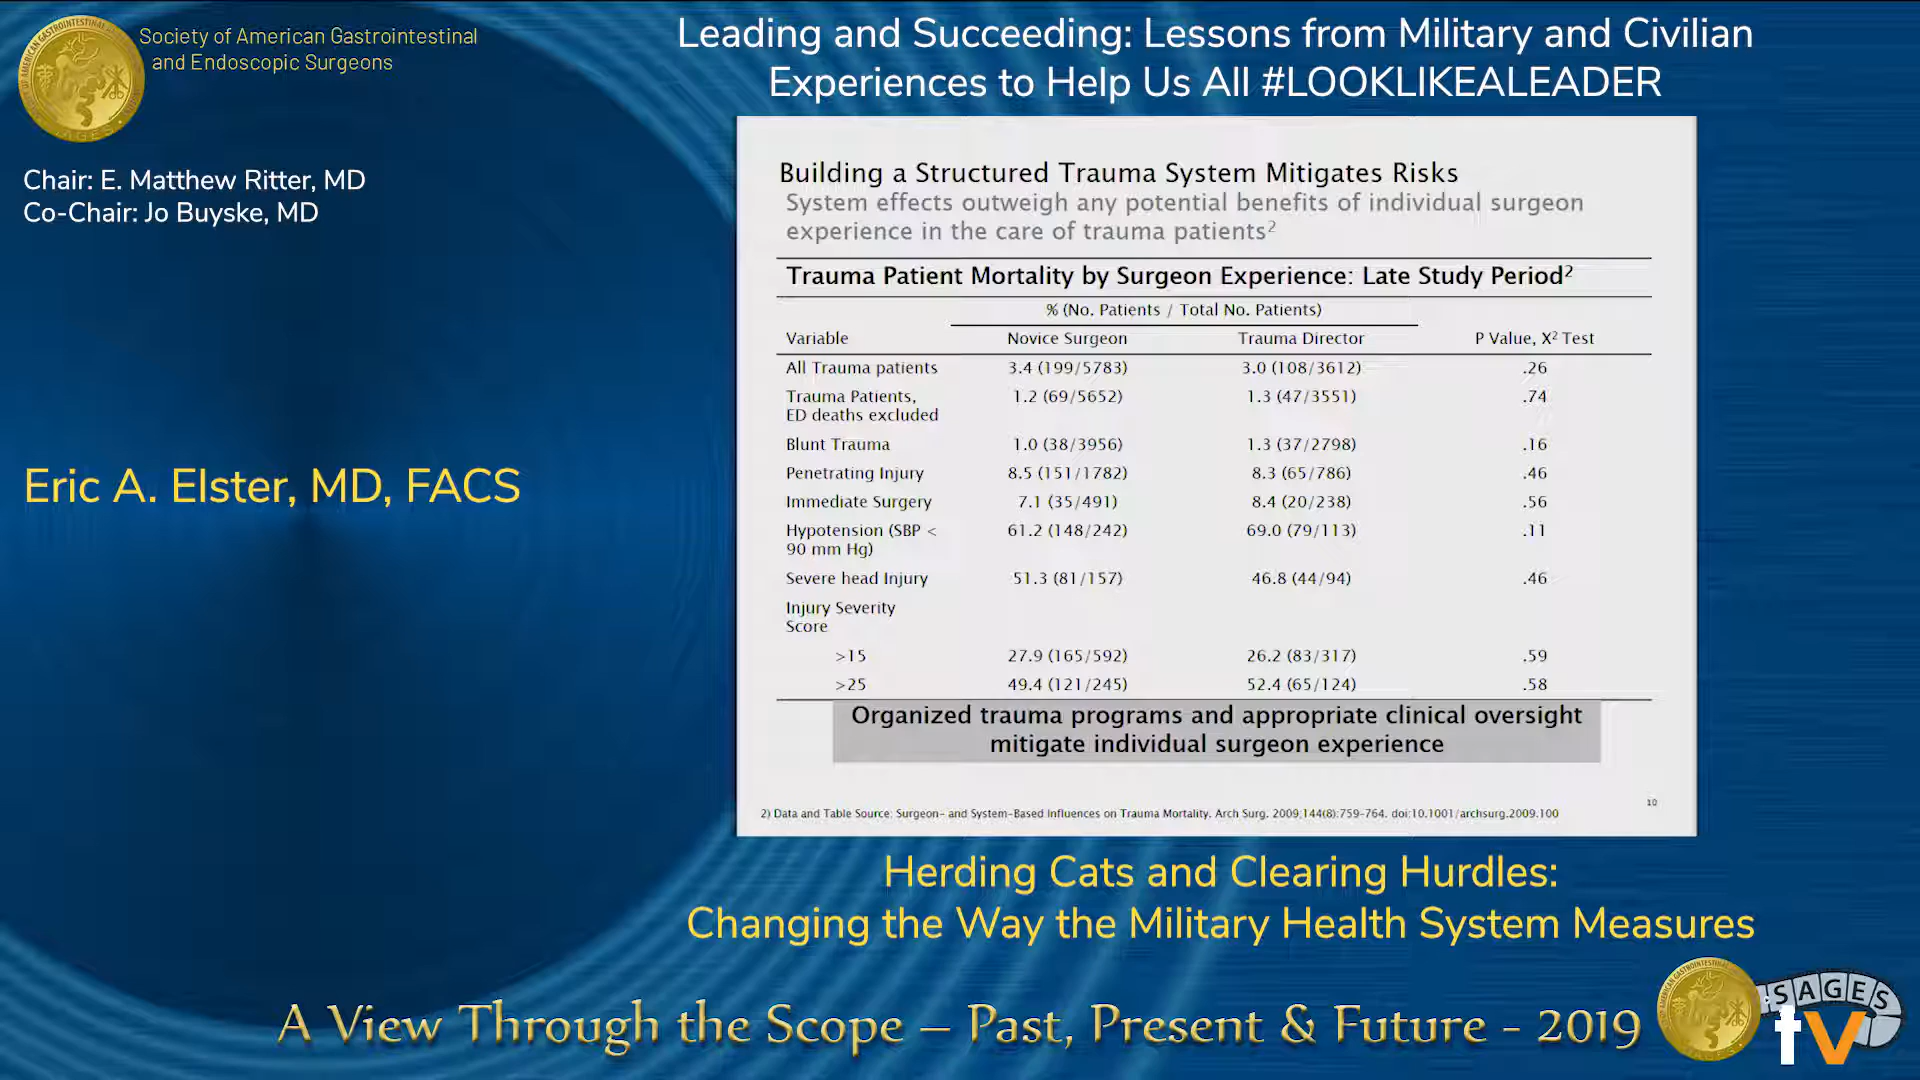 Society of American Gastrointestinal
and Endoscopic Surgeons
Leading and Succeeding: Lessons from Military and Civilian
Experiences to Help Us All #LOOKLIKEALEADER
Chair: E. Matthew Ritter, MD
Co-Chair: Jo Buyske, MD
Eric A. Elster, MD, FACS
Building a Structured Trauma System Mitigates Risks
System effects outweigh any potential benefits of individual surgeon
experience in the care of trauma patients²
Trauma Patient Mortality by Surgeon Experience: Late Study Period²
% (No. Patients / Total No. Patients)
Variable Novice Surgeon Trauma Director P Value, X² Test
All Trauma patients 3.4 (199/5783) 3.0 (108/3612) .26
Trauma Patients, 1.2 (69/5652) 1.3 (47/3551) .74
ED deaths excluded
Blunt Trauma 1.0 (38/3956) 1.3 (37/2798) .16
Penetrating Injury 8.5 (151/1782) 8.3 (65/786) .46
Immediate Surgery 7.1 (35/491) 8.4 (20/238) .56
Hypotension (SBP < 61.2 (148/242) 69.0 (79/113) .11
90 mm Hg)
Severe head Injury 51.3 (81/157) 46.8 (44/94) .46
Injury Severity
Score
>15 27.9 (165/592) 26.2 (83/317) .59
>25 49.4 (121/245) 52.4 (65/124) .58
Organized trauma programs and appropriate clinical oversight
mitigate individual surgeon experience
10
2) Data and Table Source: Surgeon- and System-Based Influences on Trauma Mortality. Arch Surg. 2009;144(8):759-764. doi:10.1001/archsurg.2009.100
Herding Cats and Clearing Hurdles:
Changing the Way the Military Health System Measures
A View Through the Scope – Past, Present & Future - 2019
SAGES
tv